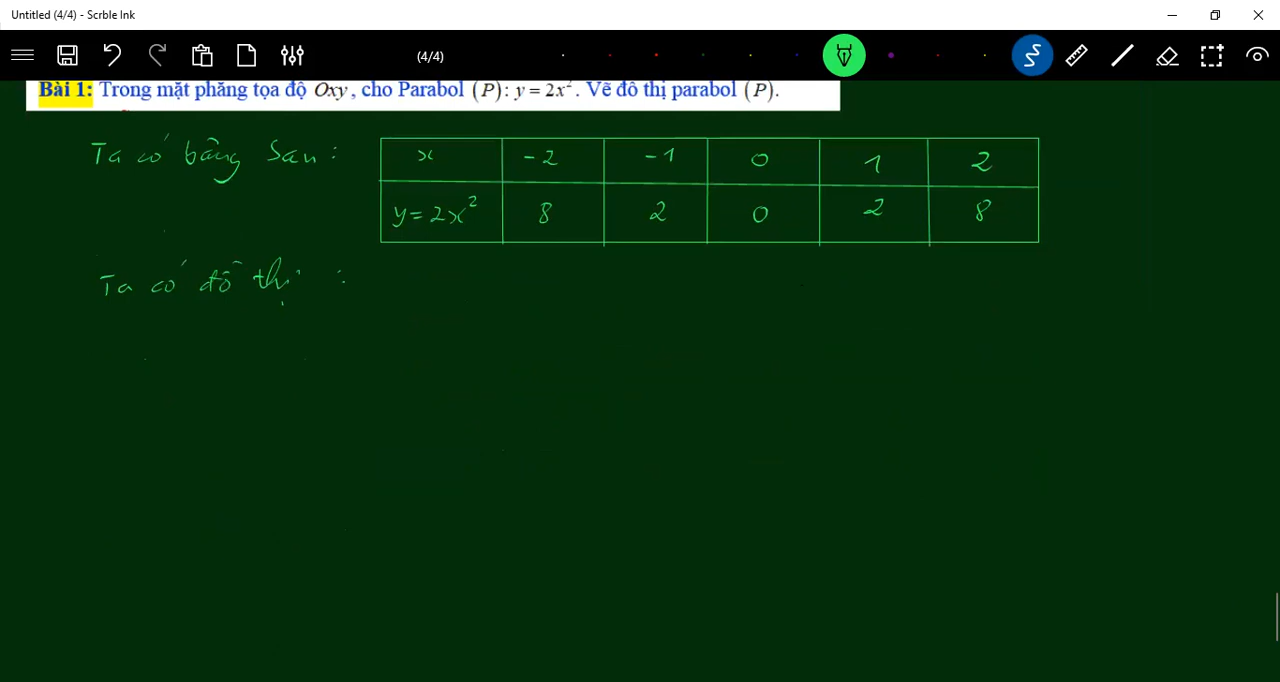 Untitled (4/4) - Scrble Ink
(4/4)
Bài 1: Trong mặt phẳng tọa độ Oxy, cho Parabol (P): y = 2x². Vẽ đồ thị parabol (P).
Ta có bảng sau :
x -2 -1 0 1 2
y = 2x² 8 2 0 2 8
Ta có đồ thị :